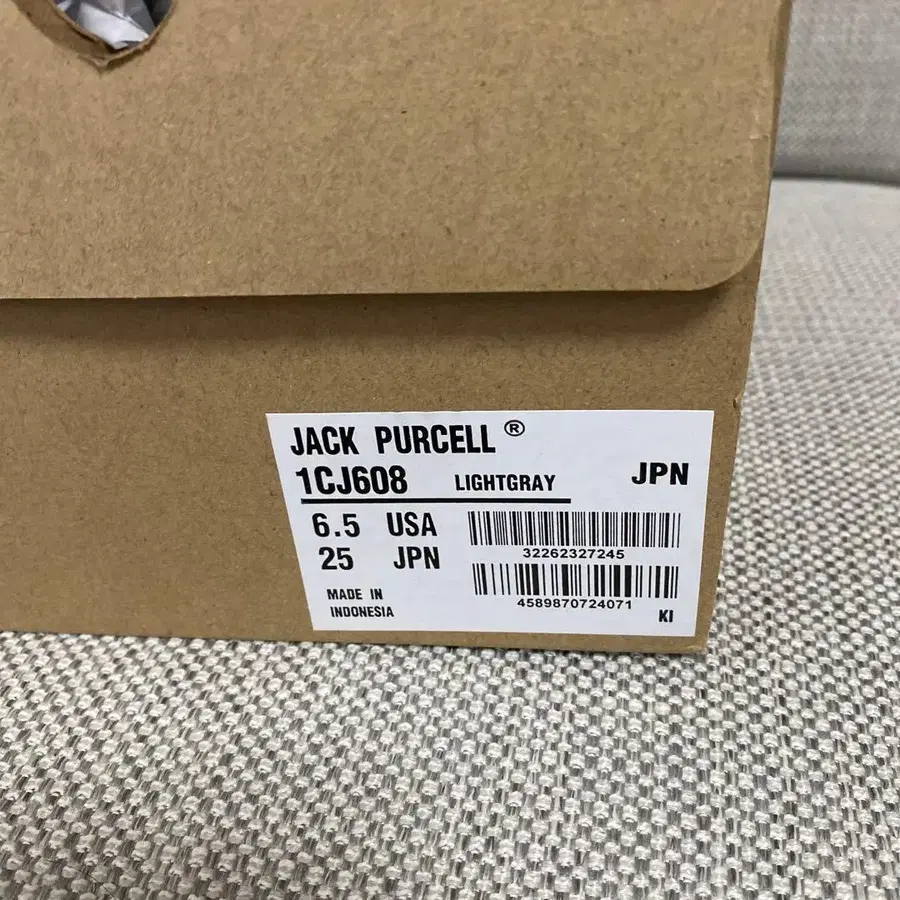 JACK PURCELL®
1CJ608 LIGHTGRAY JPN
6.5 USA
32262327245
25 JPN
4589870724071
MADE IN
INDONESIA
KI